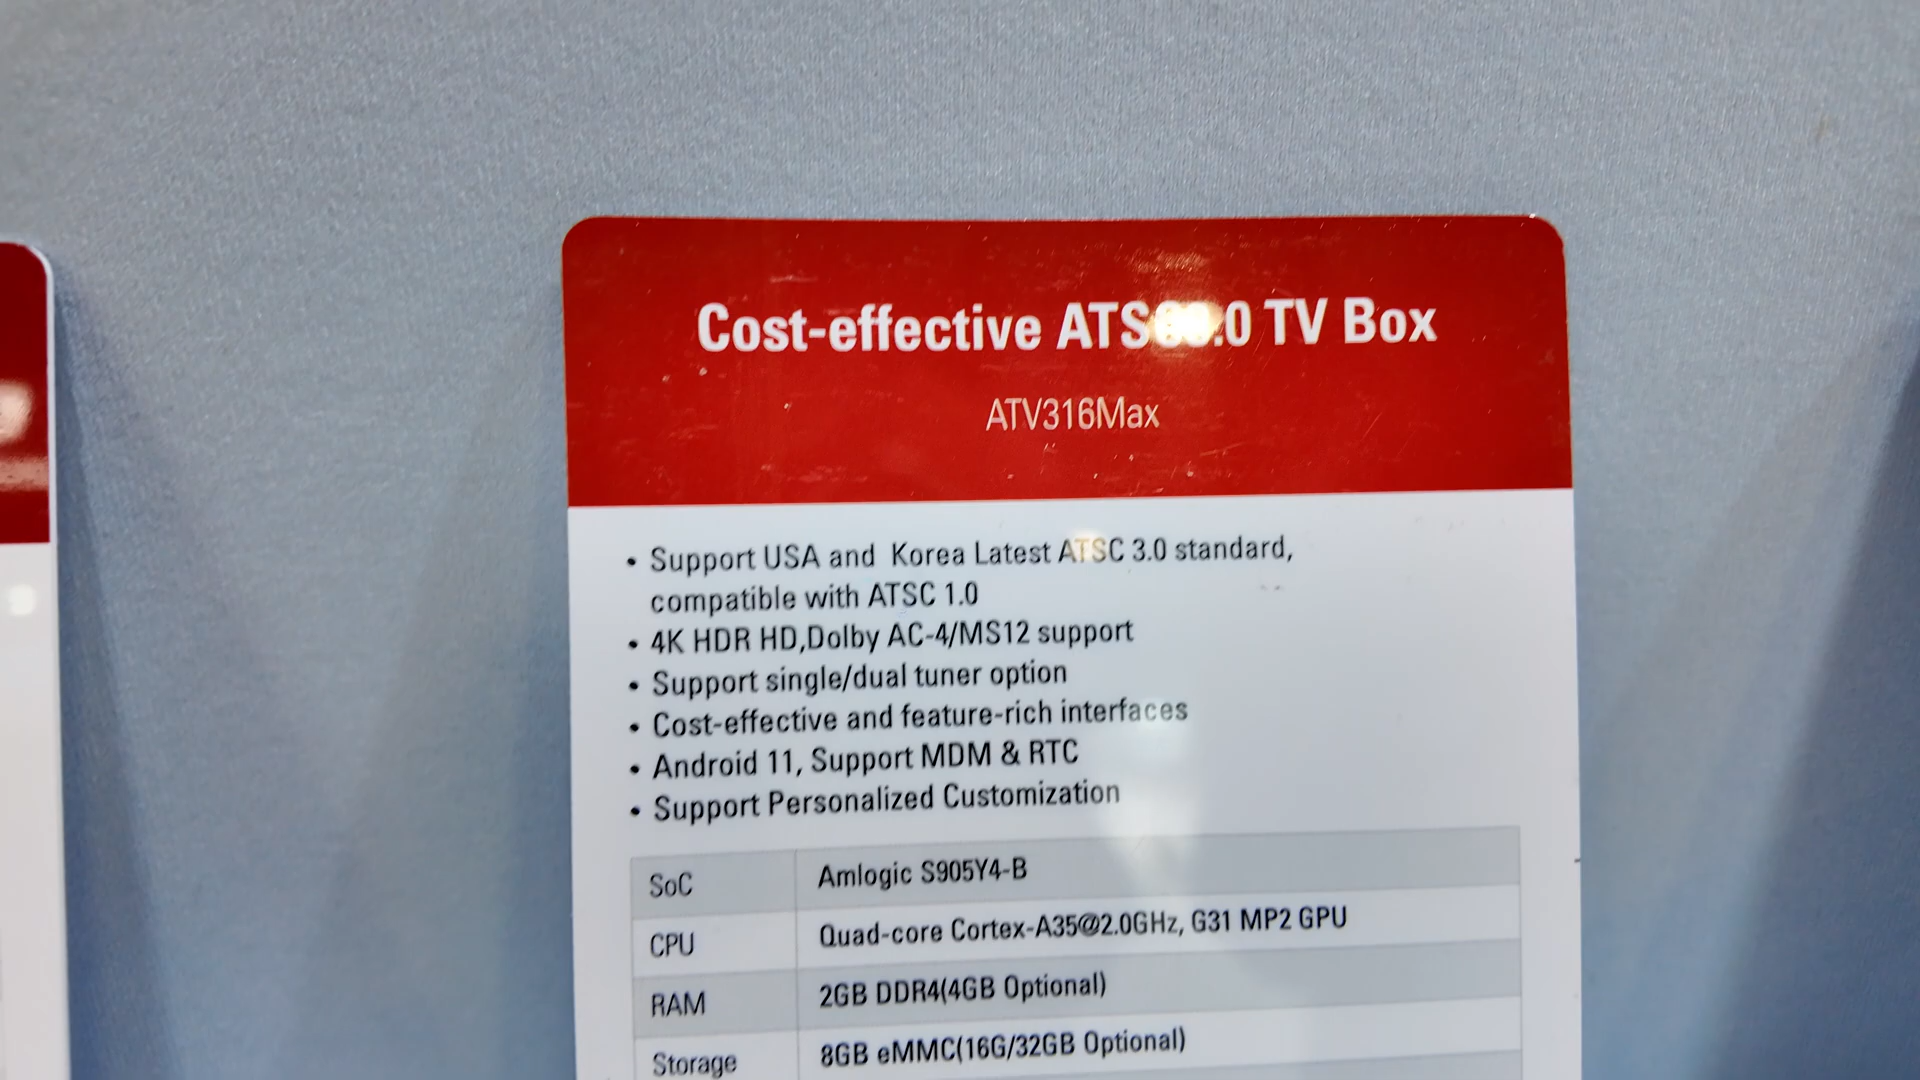 Cost-effective ATSC3.0 TV Box
ATV316Max
• Support USA and Korea Latest ATSC 3.0 standard,
compatible with ATSC 1.0
• 4K HDR HD,Dolby AC-4/MS12 support
• Support single/dual tuner option
• Cost-effective and feature-rich interfaces
• Android 11, Support MDM & RTC
• Support Personalized Customization
SoC Amlogic S905Y4-B
CPU Quad-core Cortex-A35@2.0GHz, G31 MP2 GPU
RAM 2GB DDR4(4GB Optional)
Storage 8GB eMMC(16G/32GB Optional)